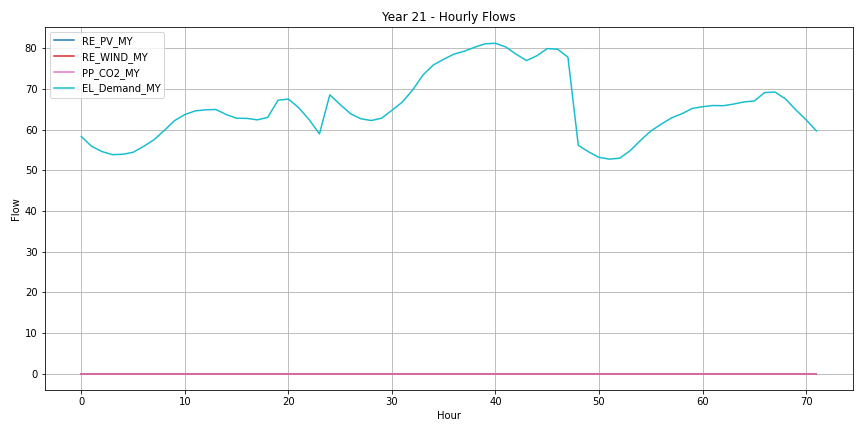 Year 21 - Hourly Flows
RE_PV_MY
RE_WIND_MY
PP_CO2_MY
EL_Demand_MY
Flow
80
70
60
50
40
30
20
10
0
0 10 20 30 40 50 60 70
Hour